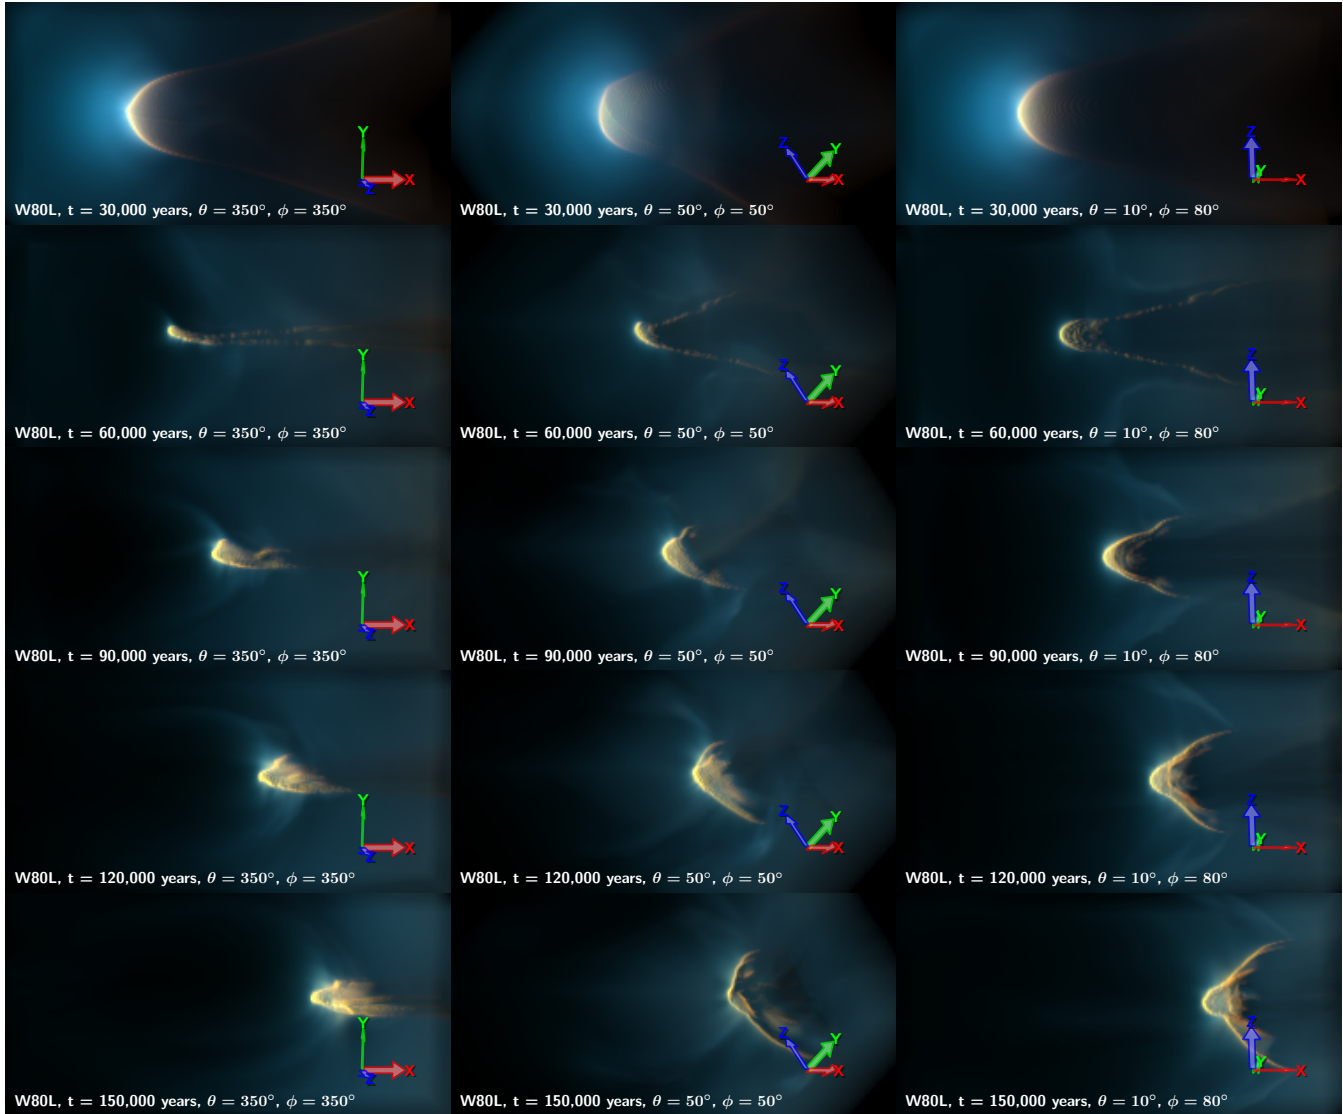 Y
X
Z
W80L, t = 30,000 years, θ = 350°, ϕ = 350°
Z
Y
X
W80L, t = 30,000 years, θ = 50°, ϕ = 50°
Z
Y
X
W80L, t = 30,000 years, θ = 10°, ϕ = 80°
Y
X
Z
W80L, t = 60,000 years, θ = 350°, ϕ = 350°
Z
Y
X
W80L, t = 60,000 years, θ = 50°, ϕ = 50°
Z
Y
X
W80L, t = 60,000 years, θ = 10°, ϕ = 80°
Y
X
Z
W80L, t = 90,000 years, θ = 350°, ϕ = 350°
Z
Y
X
W80L, t = 90,000 years, θ = 50°, ϕ = 50°
Z
Y
X
W80L, t = 90,000 years, θ = 10°, ϕ = 80°
Y
X
Z
W80L, t = 120,000 years, θ = 350°, ϕ = 350°
Z
Y
X
W80L, t = 120,000 years, θ = 50°, ϕ = 50°
Z
Y
X
W80L, t = 120,000 years, θ = 10°, ϕ = 80°
Y
X
Z
W80L, t = 150,000 years, θ = 350°, ϕ = 350°
Z
Y
X
W80L, t = 150,000 years, θ = 50°, ϕ = 50°
Z
Y
X
W80L, t = 150,000 years, θ = 10°, ϕ = 80°